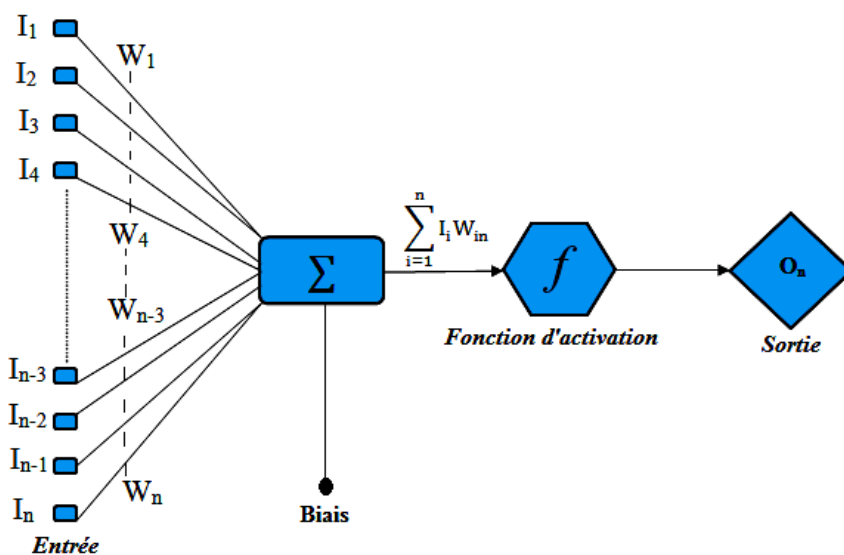 I₁
W₁
I₂
I₃
I₄
W₄
n
∑ IᵢWᵢₙ
i=1
Σ
f
Oₙ
Wₙ₋₃
Fonction d'activation
Sortie
Iₙ₋₃
Iₙ₋₂
Iₙ₋₁
Wₙ
Iₙ
Biais
Entrée